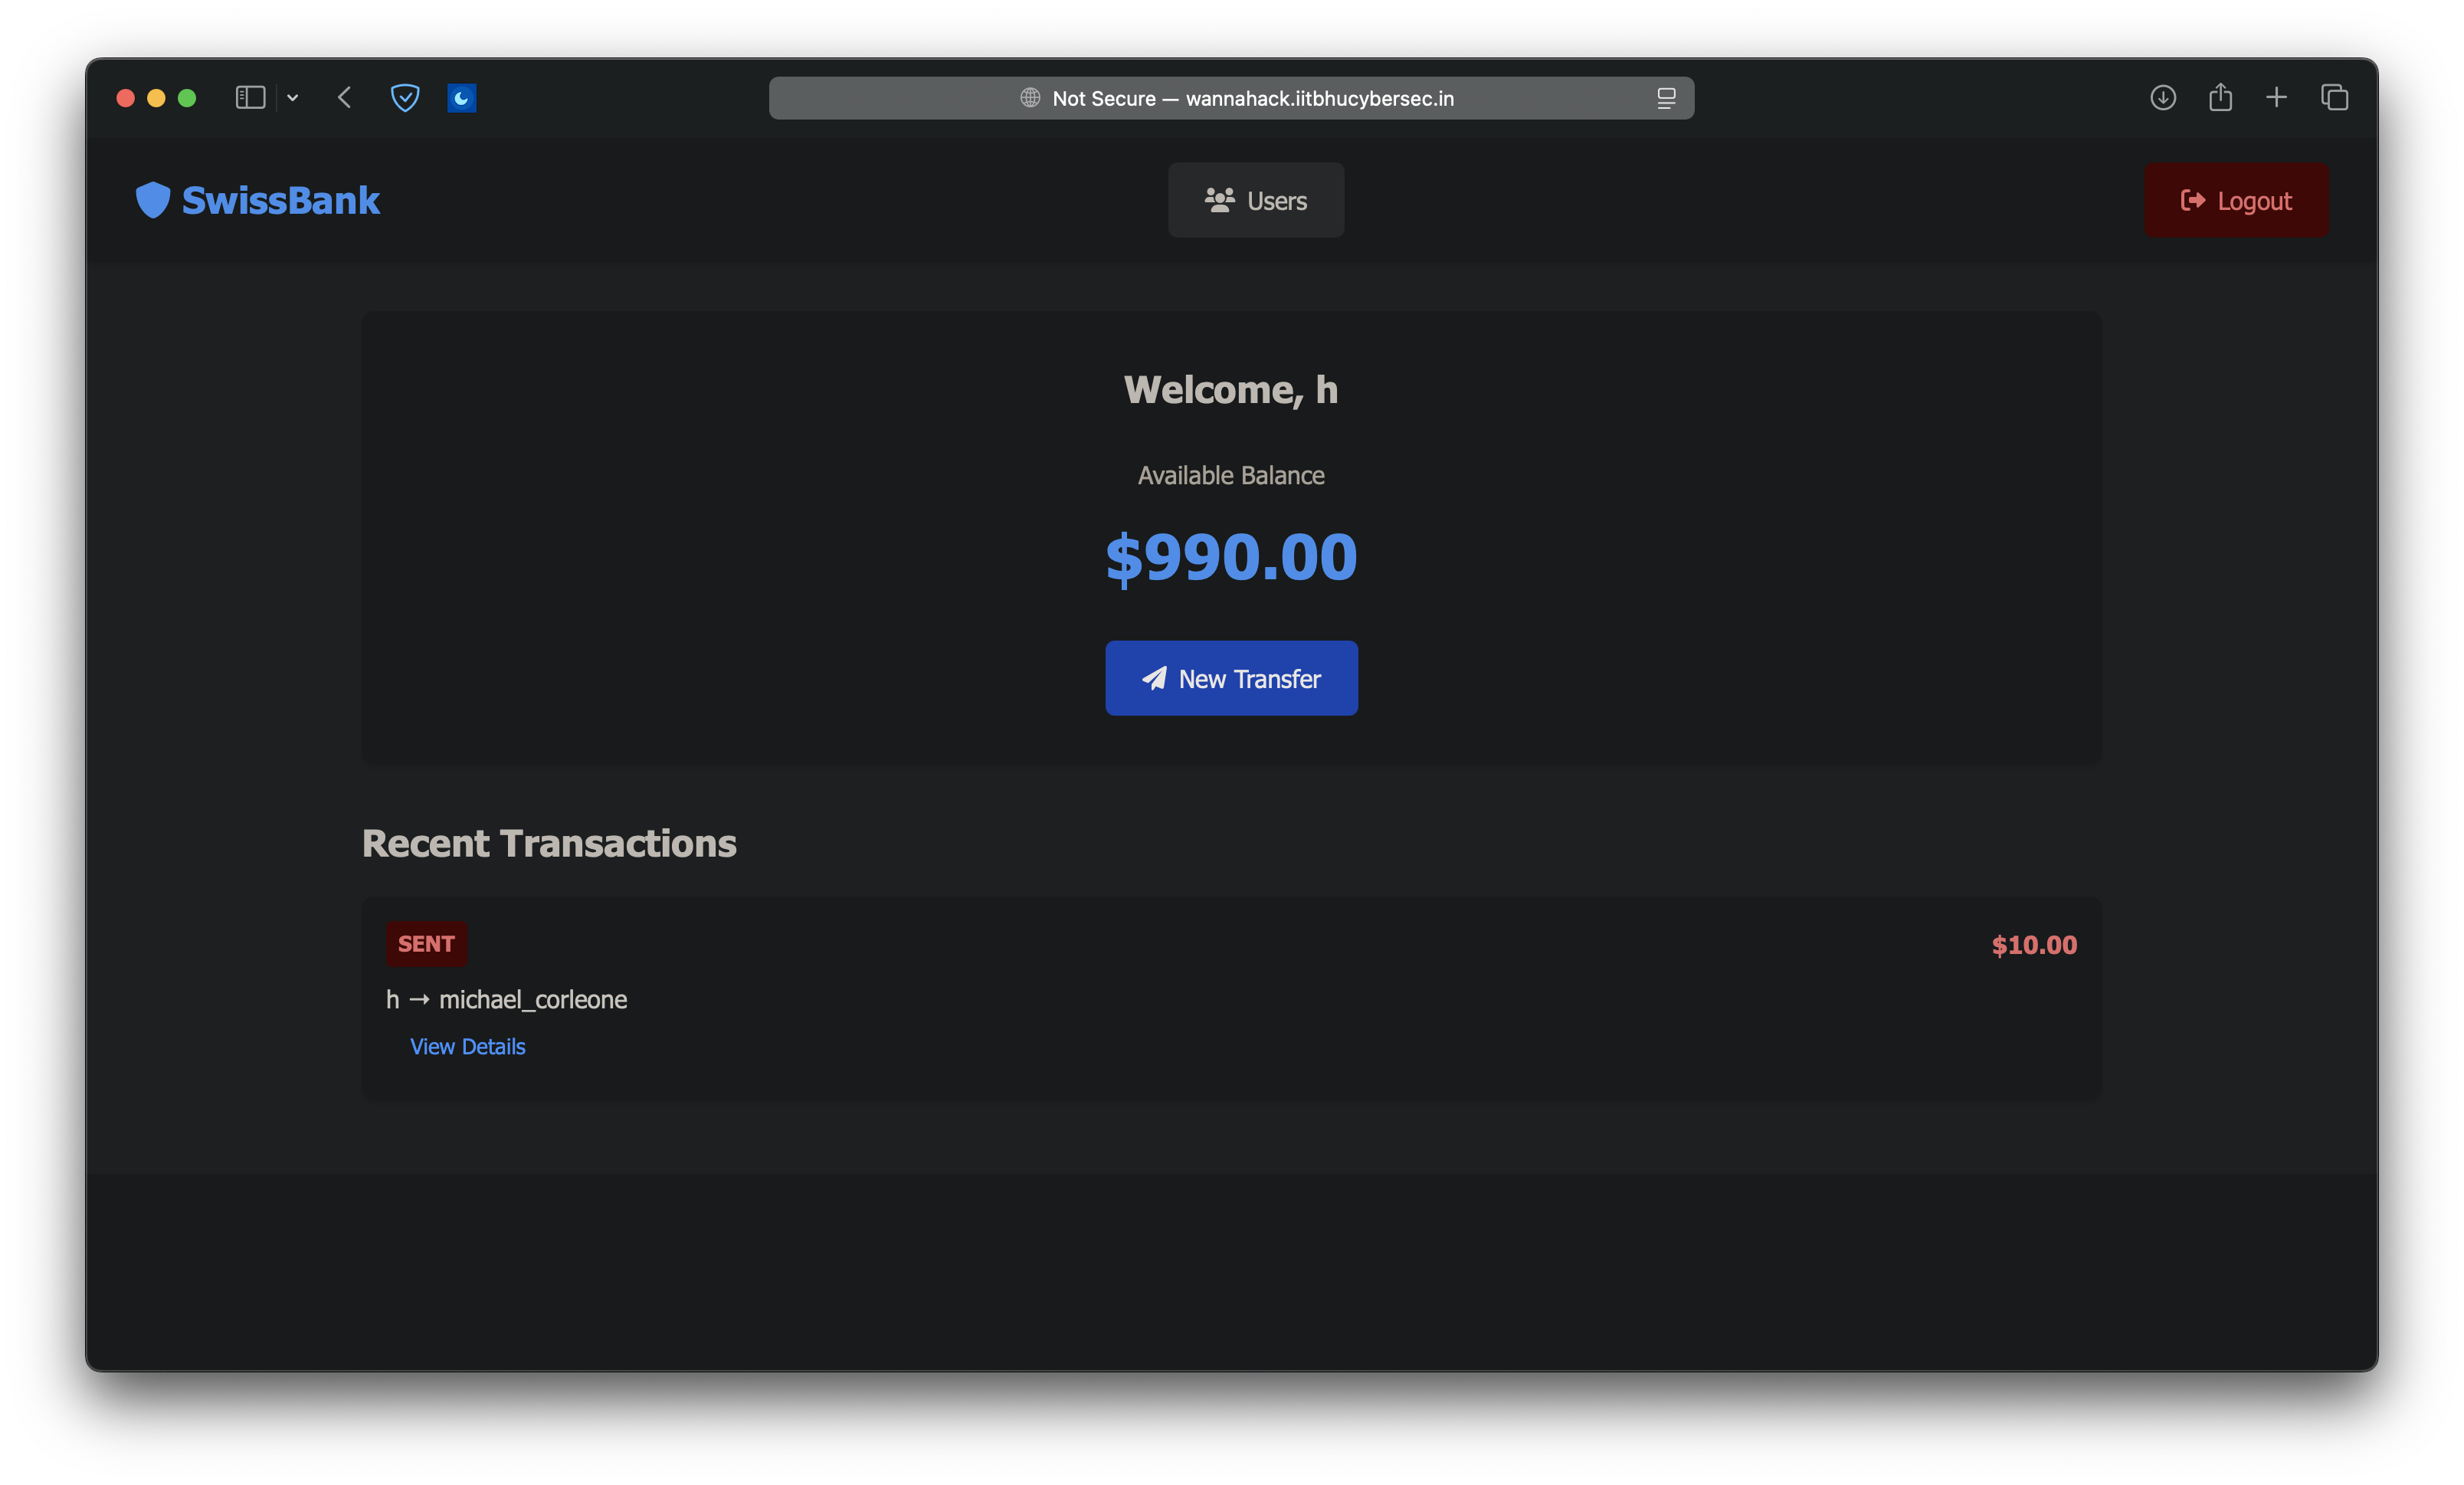 Not Secure — wannahack.iitbhucybersec.in
SwissBank
Users
Logout
Welcome, h
Available Balance
$990.00
New Transfer
Recent Transactions
SENT
$10.00
h → michael_corleone
View Details